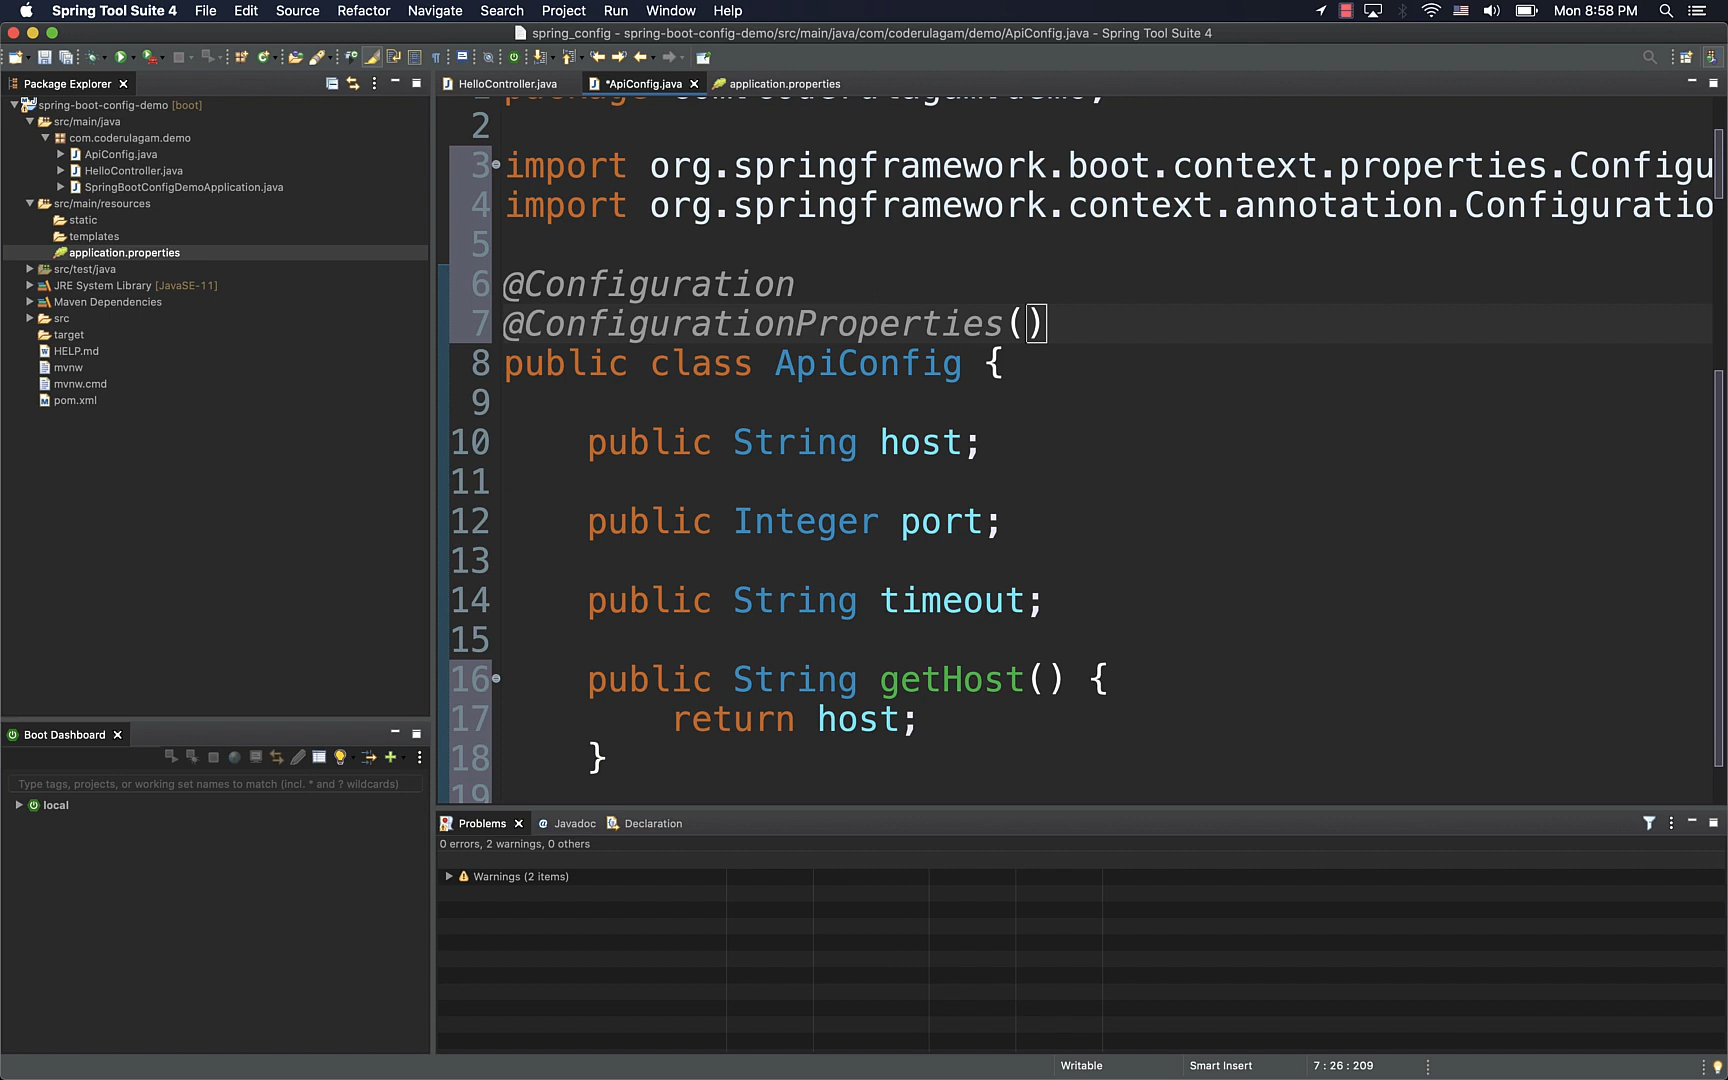 Spring Tool Suite 4 File Edit Source Refactor Navigate Search Project Run Window Help Mon 8:58 PM
spring_config - spring-boot-config-demo/src/main/java/com/coderulagam/demo/ApiConfig.java - Spring Tool Suite 4
Package Explorer
spring-boot-config-demo [boot]
src/main/java
com.coderulagam.demo
ApiConfig.java
HelloController.java
SpringBootConfigDemoApplication.java
src/main/resources
static
templates
application.properties
src/test/java
JRE System Library [JavaSE-11]
Maven Dependencies
src
target
HELP.md
mvnw
mvnw.cmd
pom.xml
Boot Dashboard
Type tags, projects, or working set names to match (incl. * and ? wildcards)
local
HelloController.java *ApiConfig.java application.properties
2
3 import org.springframework.boot.context.properties.Configu
4 import org.springframework.context.annotation.Configuratio
5
6 @Configuration
7 @ConfigurationProperties()
8 public class ApiConfig {
9
10 public String host;
11
12 public Integer port;
13
14 public String timeout;
15
16 public String getHost() {
17 return host;
18 }
19
Problems Javadoc Declaration
0 errors, 2 warnings, 0 others
Warnings (2 items)
Writable Smart Insert 7 : 26 : 209